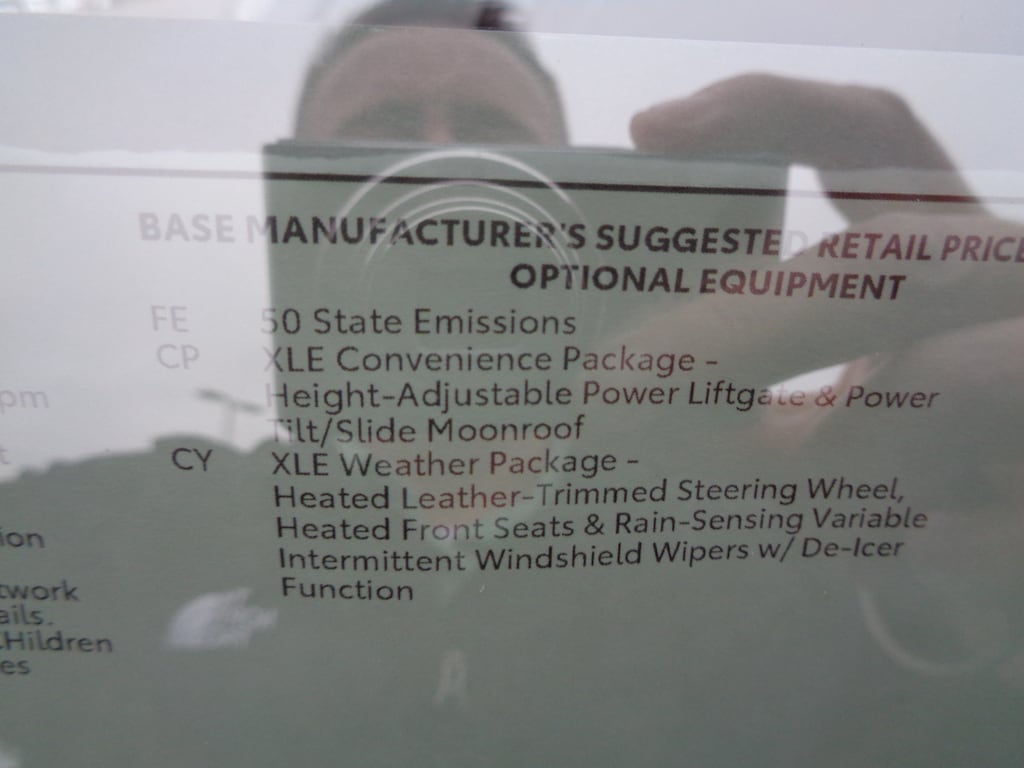 BASE MANUFACTURER'S SUGGESTED RETAIL PRICE
OPTIONAL EQUIPMENT
FE 50 State Emissions
CP XLE Convenience Package -
pm Height-Adjustable Power Liftgate & Power
t Tilt/Slide Moonroof
CY XLE Weather Package -
Heated Leather-Trimmed Steering Wheel,
ion Heated Front Seats & Rain-Sensing Variable
Intermittent Windshield Wipers w/ De-Icer
twork Function
ails.
CHildren
es